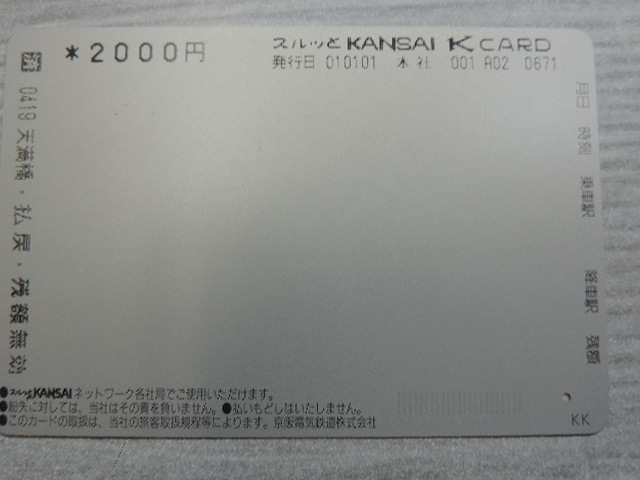 *2000円
スルッとKANSAI K CARD
発行日 010101 本社 001 A02 0671
済 0419 天満橋・払戻・残額無効
月日 時刻 乗車駅 降車駅 残額
●スルッとKANSAIネットワーク各社局でご使用いただけます。
●紛失に対しては、当社はその責を負いません。●払いもどしはいたしません。
●このカードの取扱は、当社の旅客取扱規程等によります。京阪電気鉄道株式会社
KK